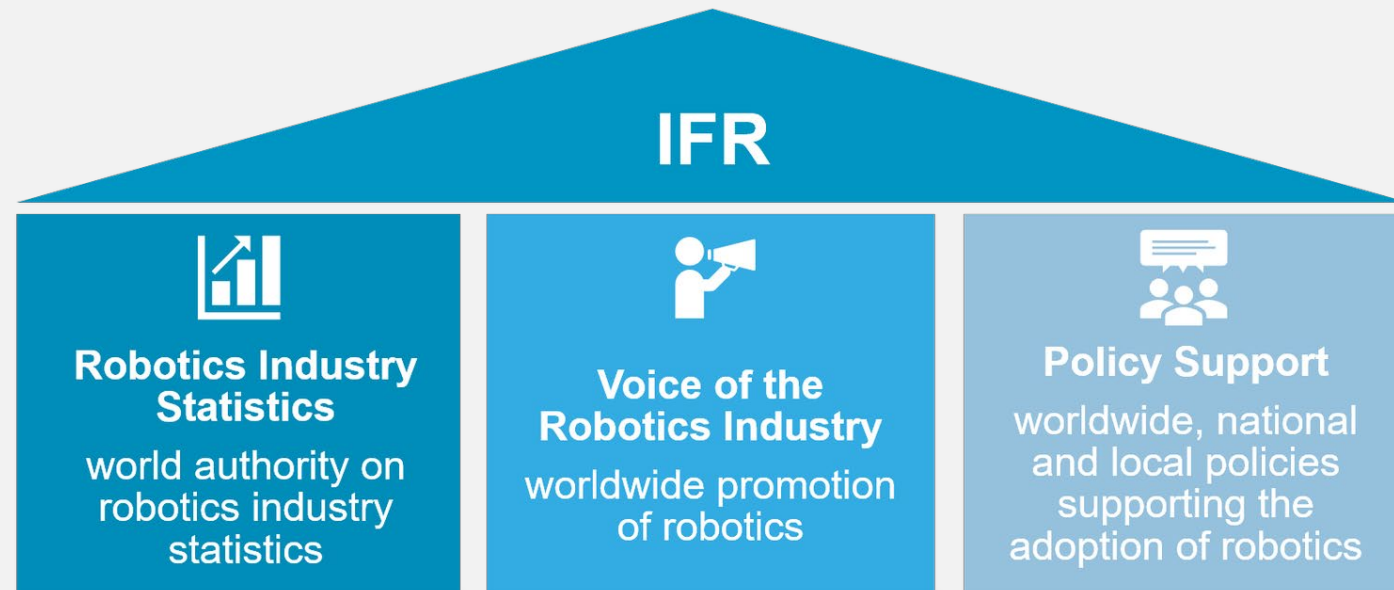 IFR
Robotics Industry
Statistics
world authority on
robotics industry
statistics
Voice of the
Robotics Industry
worldwide promotion
of robotics
Policy Support
worldwide, national
and local policies
supporting the
adoption of robotics